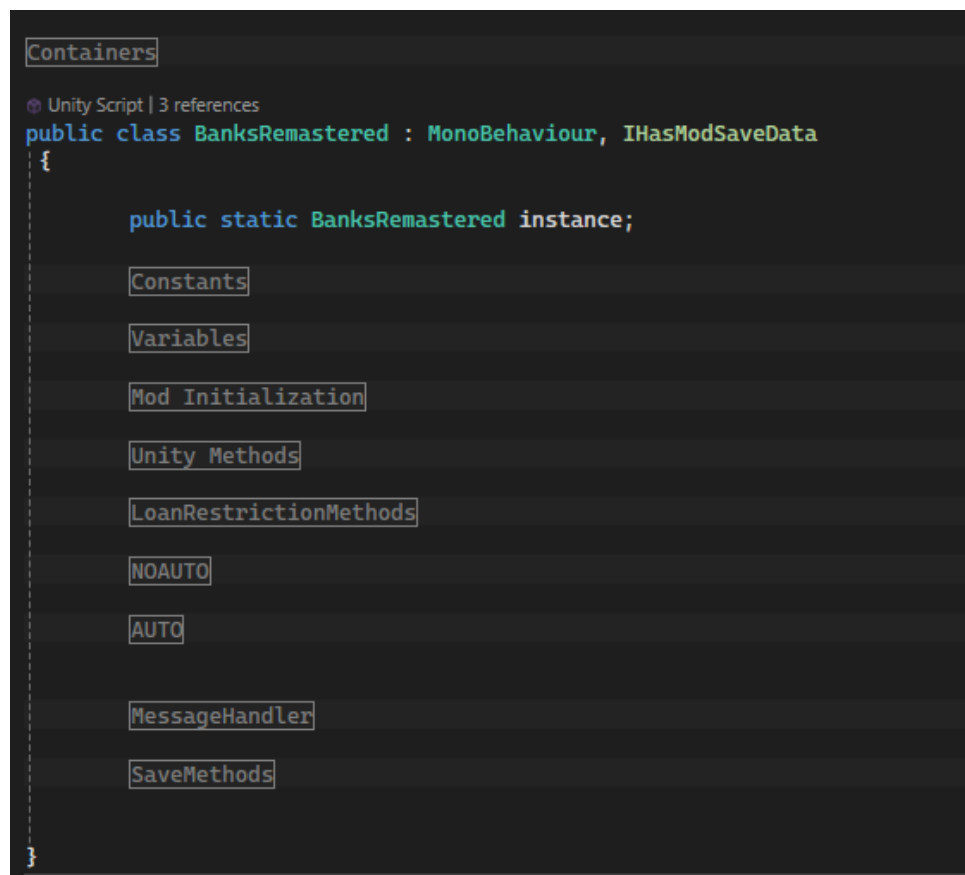 Containers
Unity Script | 3 references
public class BanksRemastered : MonoBehaviour, IHasModSaveData
{
public static BanksRemastered instance;
Constants
Variables
Mod Initialization
Unity Methods
LoanRestrictionMethods
NOAUTO
AUTO
MessageHandler
SaveMethods
}